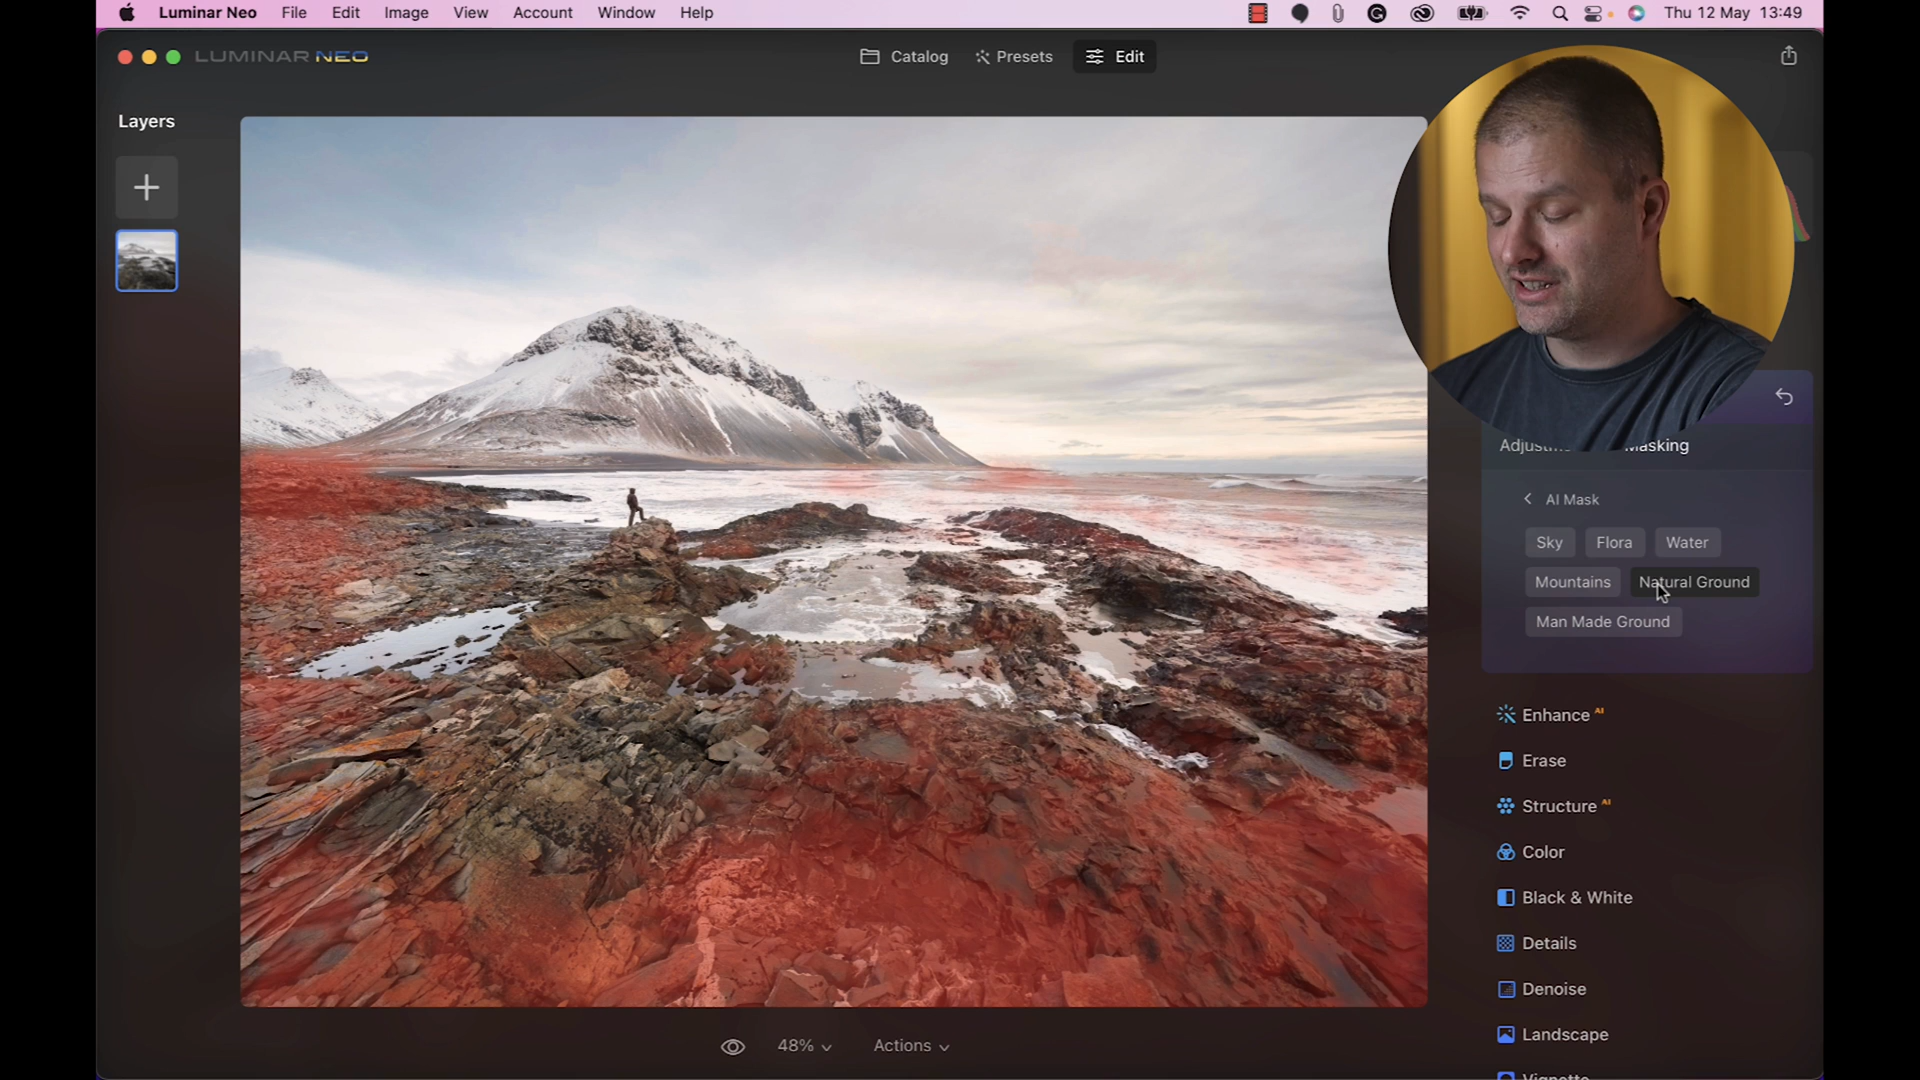 Luminar Neo File Edit Image View Account Window Help Thu 12 May 13:49
LUMINAR NEO Catalog Presets Edit
Layers
Masking
AI Mask
Sky Flora Water
Mountains Natural Ground
Man Made Ground
Enhance AI
Erase
Structure AI
Color
Black & White
Details
Denoise
Landscape
48% Actions